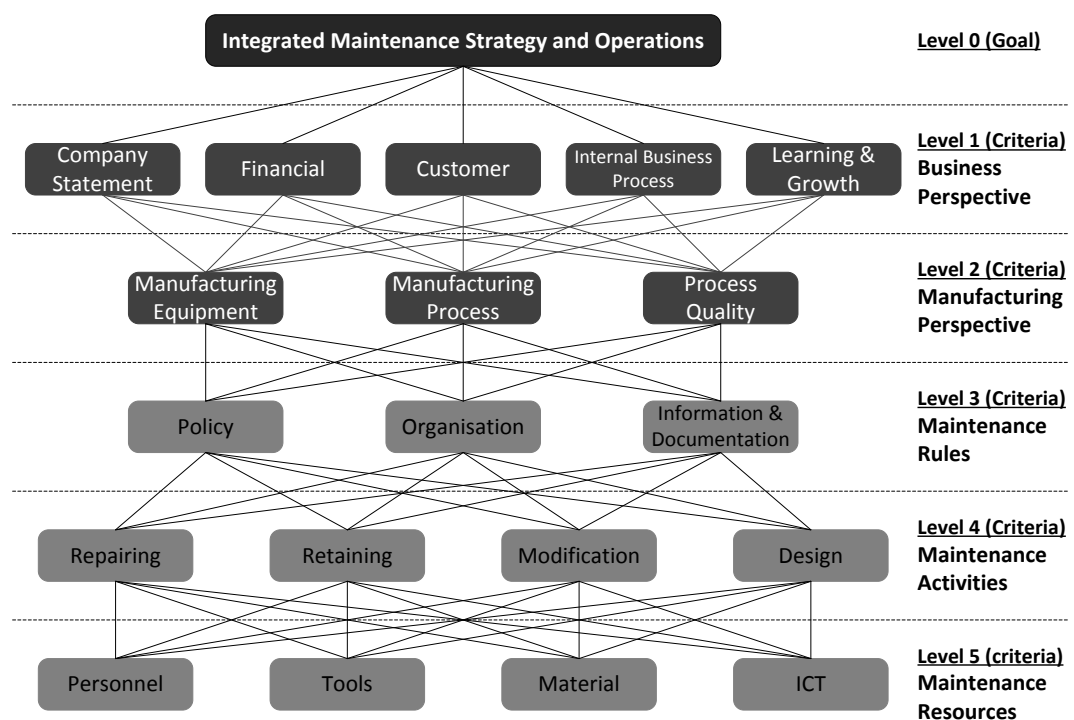 Integrated Maintenance Strategy and Operations
Level 0 (Goal)
Company
Statement
Financial
Customer
Internal Business
Process
Learning &
Growth
Level 1 (Criteria)
Business
Perspective
Manufacturing
Equipment
Manufacturing
Process
Process
Quality
Level 2 (Criteria)
Manufacturing
Perspective
Policy
Organisation
Information &
Documentation
Level 3 (Criteria)
Maintenance
Rules
Repairing
Retaining
Modification
Design
Level 4 (Criteria)
Maintenance
Activities
Personnel
Tools
Material
ICT
Level 5 (criteria)
Maintenance
Resources